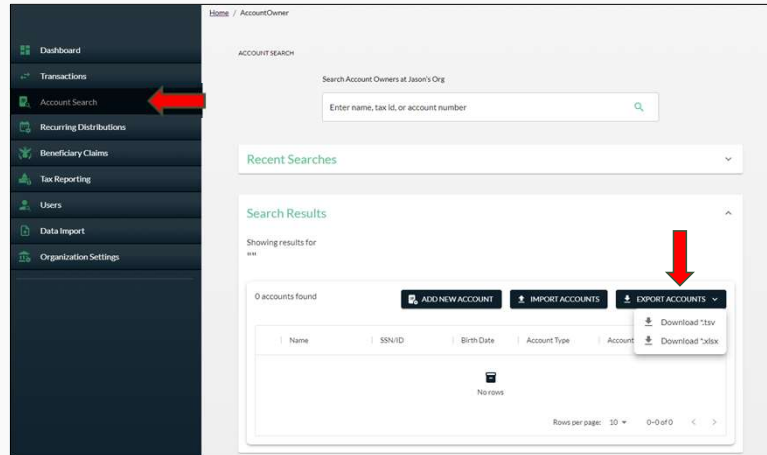 Home / AccountOwner
Dashboard
Transactions
Account Search
Recurring Distributions
Beneficiary Claims
Tax Reporting
Users
Data Import
Organization Settings
ACCOUNT SEARCH
Search Account Owners at Jason's Org
Enter name, tax id, or account number
Recent Searches
Search Results
Showing results for
""
0 accounts found
ADD NEW ACCOUNT
IMPORT ACCOUNTS
EXPORT ACCOUNTS
Download *.tsv
Download *.xlsx
Name SSN/ID Birth Date Account Type Account
No rows
Rows per page: 10 0-0 of 0